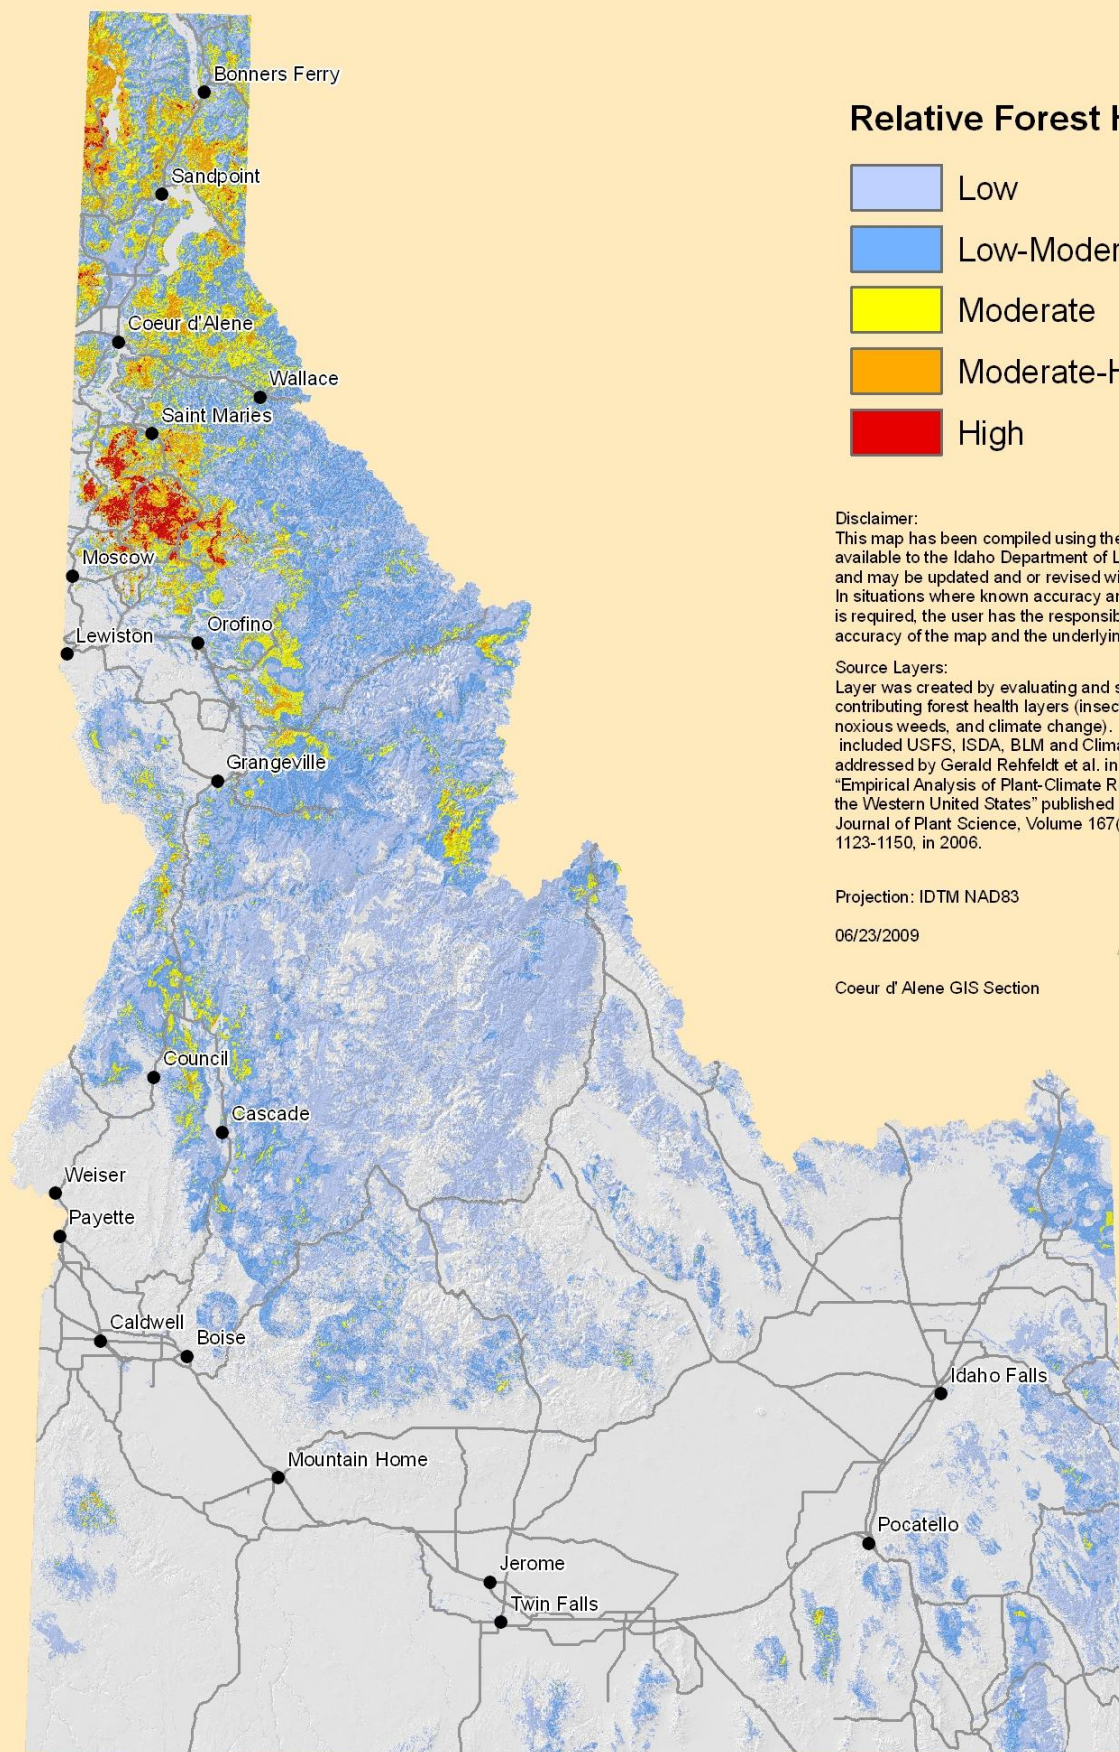 Bonners Ferry
Relative Forest
Sandpoint
Low
Low-Moder
Moderate
Coeur d'Alene
Moderate-H
Wallace
Saint Maries
High
Disclaimer:
This map has been compiled using the
available to the Idaho Department of L
and may be updated and or revised wi
In situations where known accuracy an
is required, the user has the responsib
accuracy of the map and the underlyin
Moscow
Orofino
Lewiston
Source Layers:
Layer was created by evaluating and s
contributing forest health layers (insec
noxious weeds, and climate change).
included USFS, ISDA, BLM and Clima
addressed by Gerald Rehfeldt et al. in
“Empirical Analysis of Plant-Climate R
the Western United States” published
Journal of Plant Science, Volume 167(
1123-1150, in 2006.
Grangeville
Projection: IDTM NAD83
06/23/2009
Coeur d' Alene GIS Section
Council
Cascade
Weiser
Payette
Caldwell
Boise
Idaho Falls
Mountain Home
Pocatello
Jerome
Twin Falls